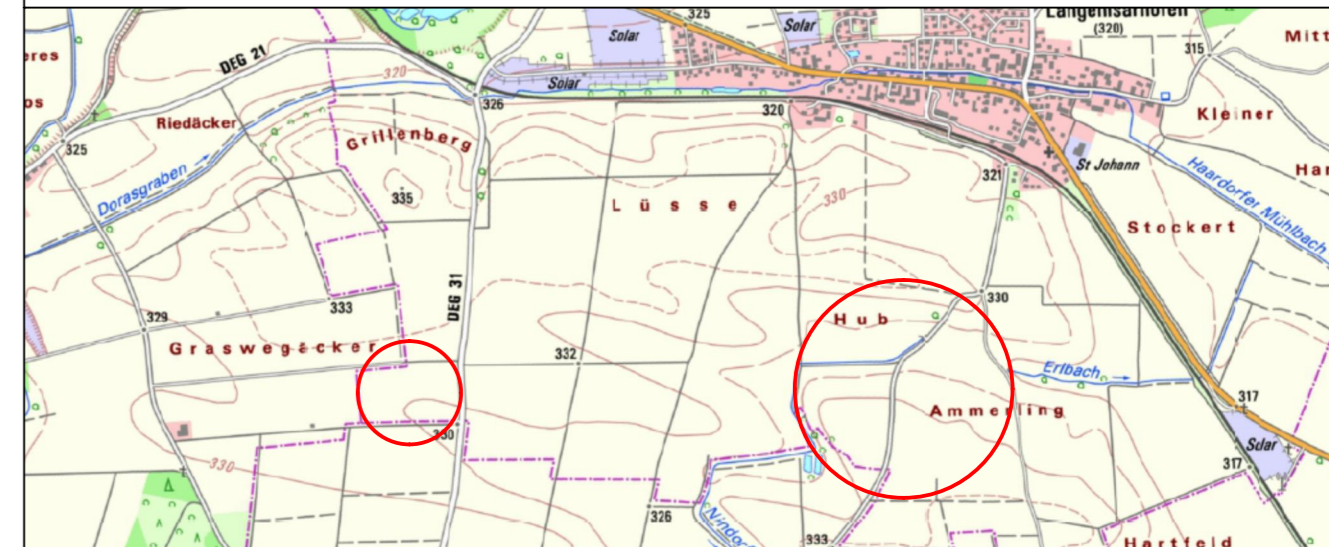 Langenisarhofen
(320)
325
Solar
Solar
315
Mitt
eres
DEG 21
320
Solar
326
Riedäcker
Grillenberg
320
Kleiner
325
St Johann
Haardorfer Mühlbach
Har
Dorasgraben
335
321
330
Lüsse
Stockert
333
DEG 31
330
329
Hub
Graswegäcker
332
Erlbach
317
Ammerling
Solar
330
330
317
326
333
Hartfeld